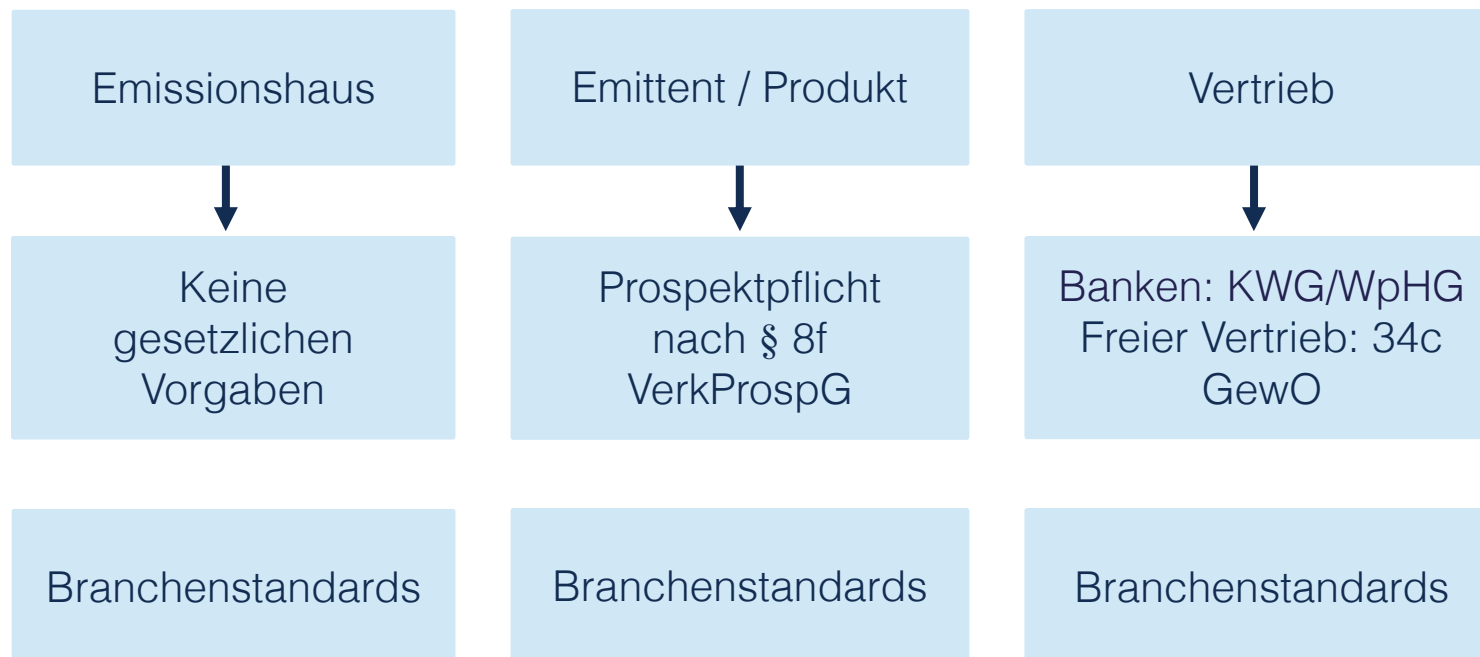 Emissionshaus
Emittent / Produkt
Vertrieb
Keine
gesetzlichen
Vorgaben
Prospektpflicht
nach § 8f
VerkProspG
Banken: KWG/WpHG
Freier Vertrieb: 34c
GewO
Branchenstandards
Branchenstandards
Branchenstandards